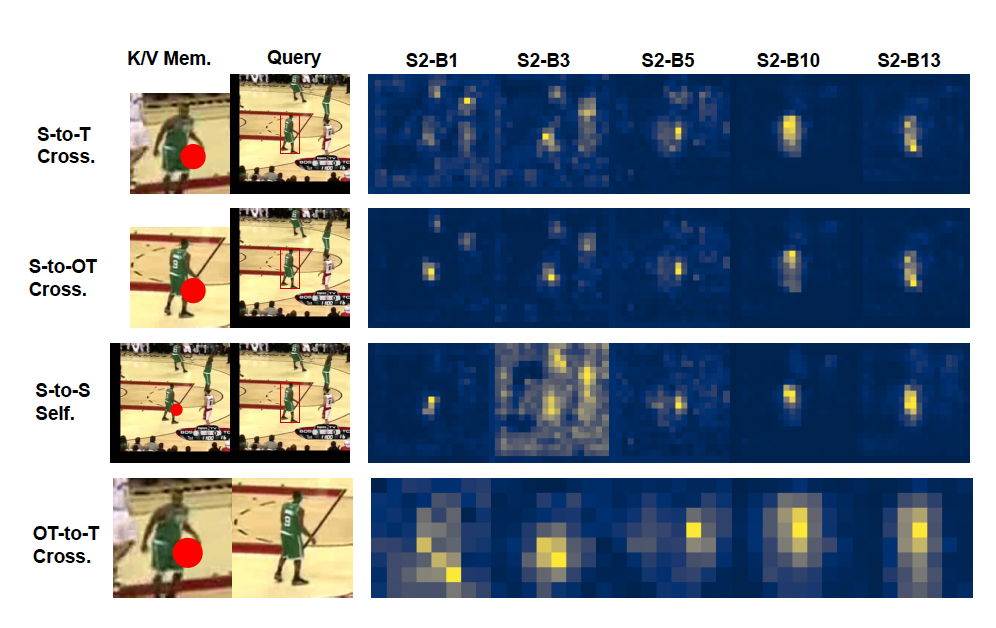 K/V Mem. Query S2-B1 S2-B3 S2-B5 S2-B10 S2-B13
S-to-T
Cross.
S-to-OT
Cross.
S-to-S
Self.
OT-to-T
Cross.